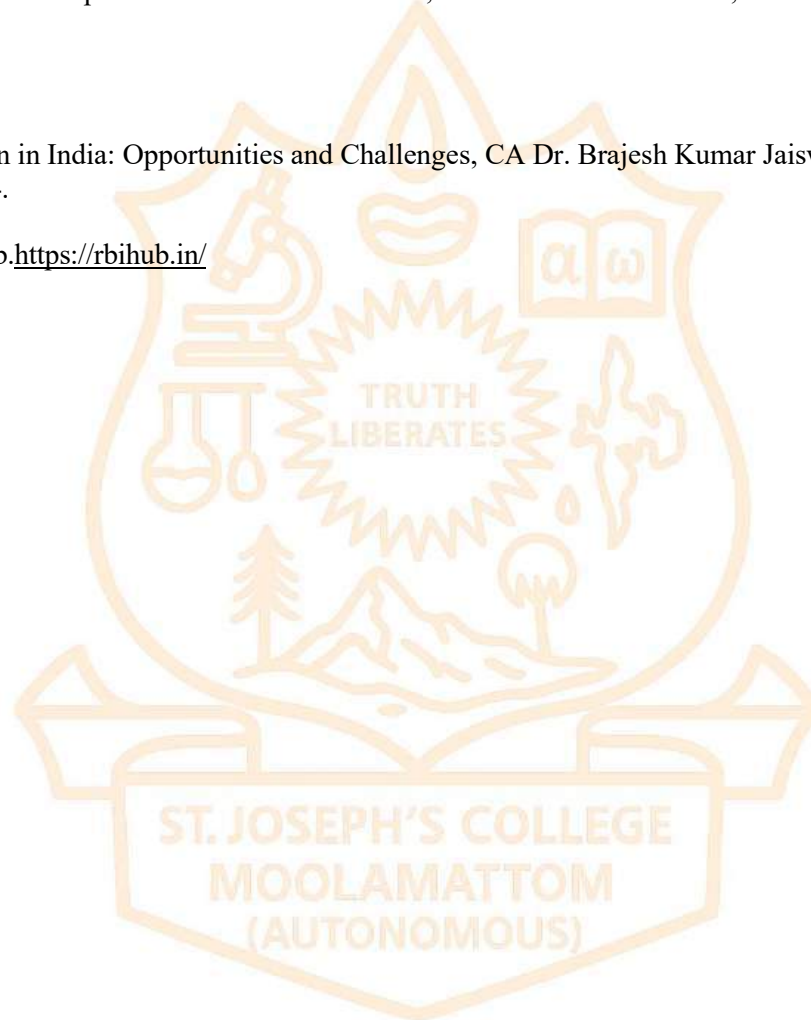 n in India: Opportunities and Challenges, CA Dr. Brajesh Kumar
.
https://rbihub.in/
α ω
TRUTH
LIBERATES
ST. JOSEPH'S COLLEGE
MOOLAMATTOM
(AUTONOMOUS)